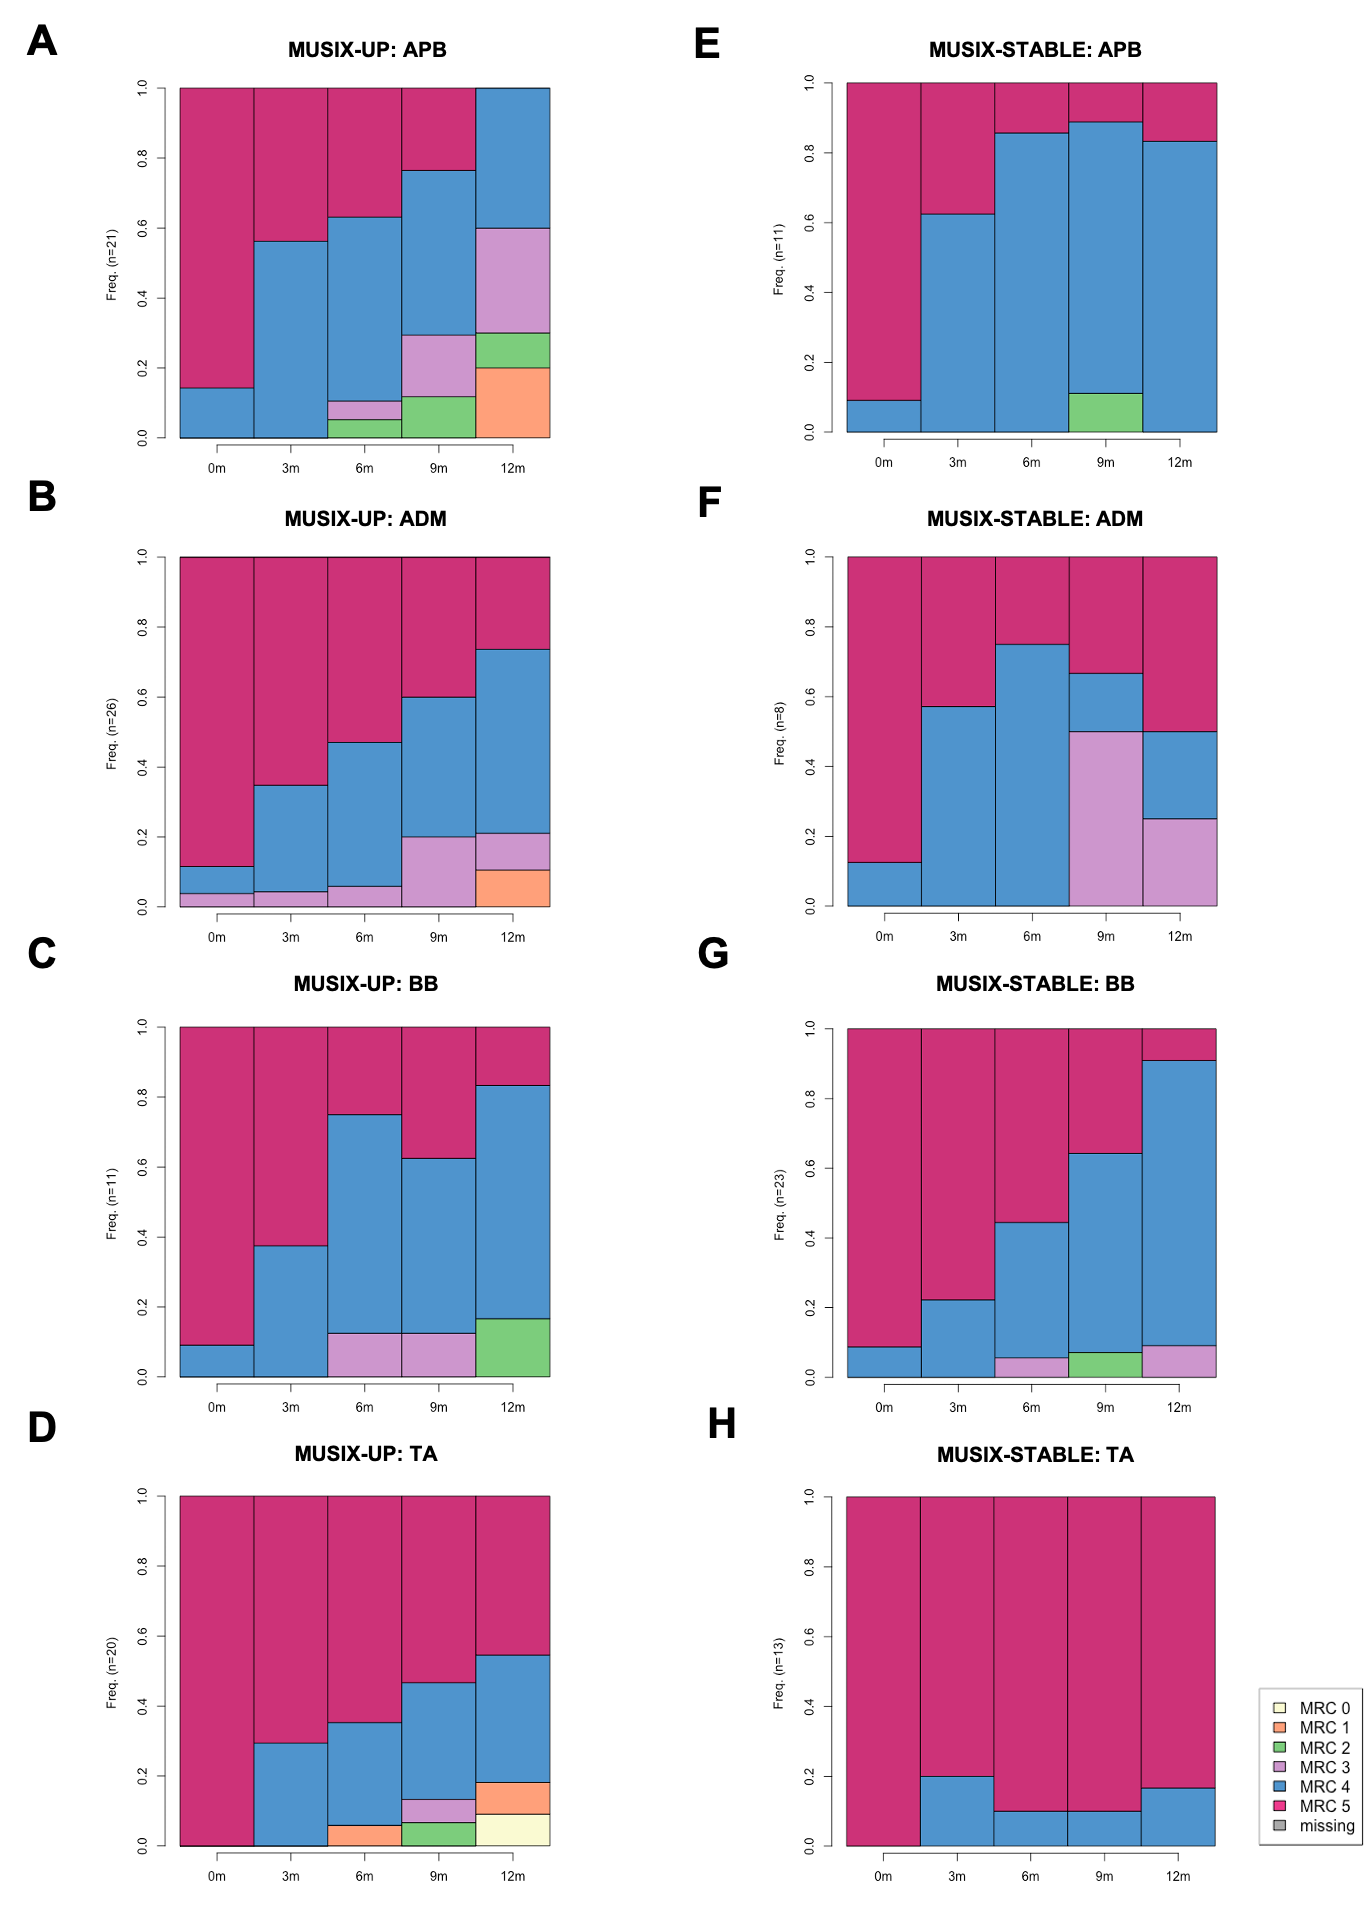 A
MUSIX-UP: APB
Freq. (n=21)
0.0 0.2 0.4 0.6 0.8 1.0
0m 3m 6m 9m 12m
E
MUSIX-STABLE: APB
Freq. (n=11)
0.0 0.2 0.4 0.6 0.8 1.0
0m 3m 6m 9m 12m
B
MUSIX-UP: ADM
Freq. (n=26)
0.0 0.2 0.4 0.6 0.8 1.0
0m 3m 6m 9m 12m
F
MUSIX-STABLE: ADM
Freq. (n=8)
0.0 0.2 0.4 0.6 0.8 1.0
0m 3m 6m 9m 12m
C
MUSIX-UP: BB
Freq. (n=11)
0.0 0.2 0.4 0.6 0.8 1.0
0m 3m 6m 9m 12m
G
MUSIX-STABLE: BB
Freq. (n=23)
0.0 0.2 0.4 0.6 0.8 1.0
0m 3m 6m 9m 12m
D
MUSIX-UP: TA
Freq. (n=20)
0.0 0.2 0.4 0.6 0.8 1.0
0m 3m 6m 9m 12m
H
MUSIX-STABLE: TA
Freq. (n=13)
0.0 0.2 0.4 0.6 0.8 1.0
0m 3m 6m 9m 12m
MRC 0
MRC 1
MRC 2
MRC 3
MRC 4
MRC 5
missing